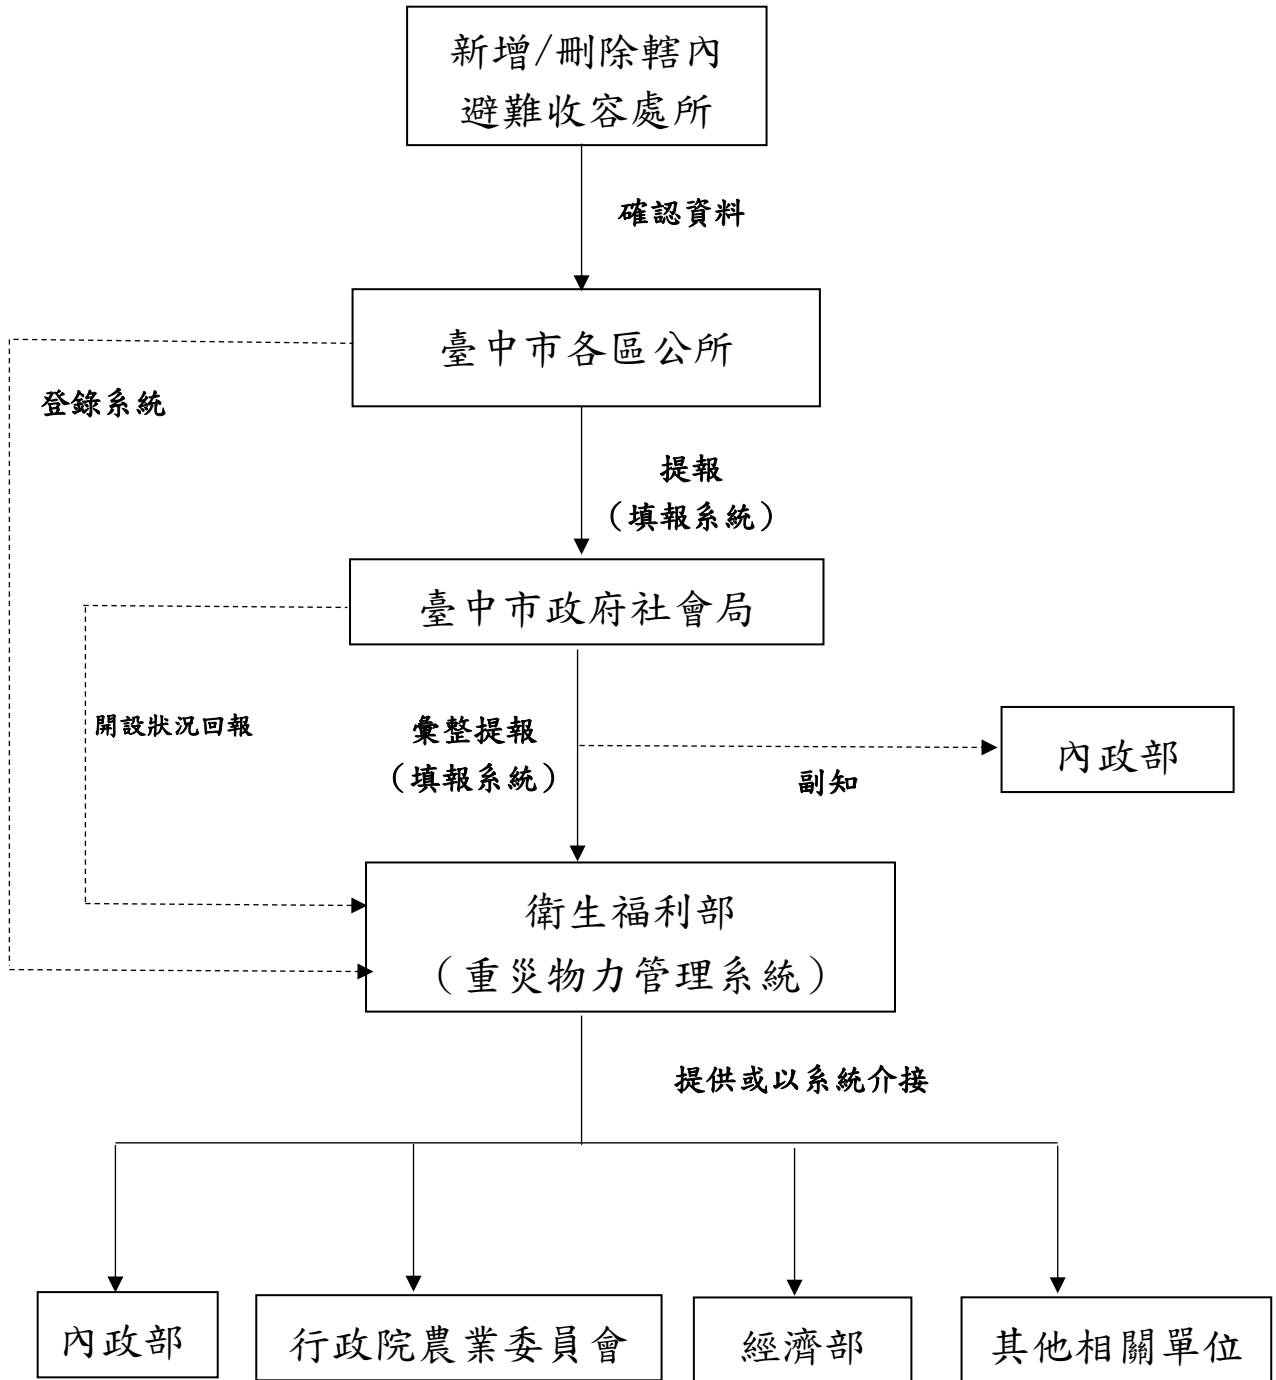 新增/刪除轄內
避難收容處所
確認資料
臺中市各區公所
登錄系統
提報
（填報系統）
臺中市政府社會局
開設狀況回報
彙整提報
（填報系統）
副知
內政部
衛生福利部
（重災物力管理系統）
提供或以系統介接
內政部
行政院農業委員會
經濟部
其他相關單位